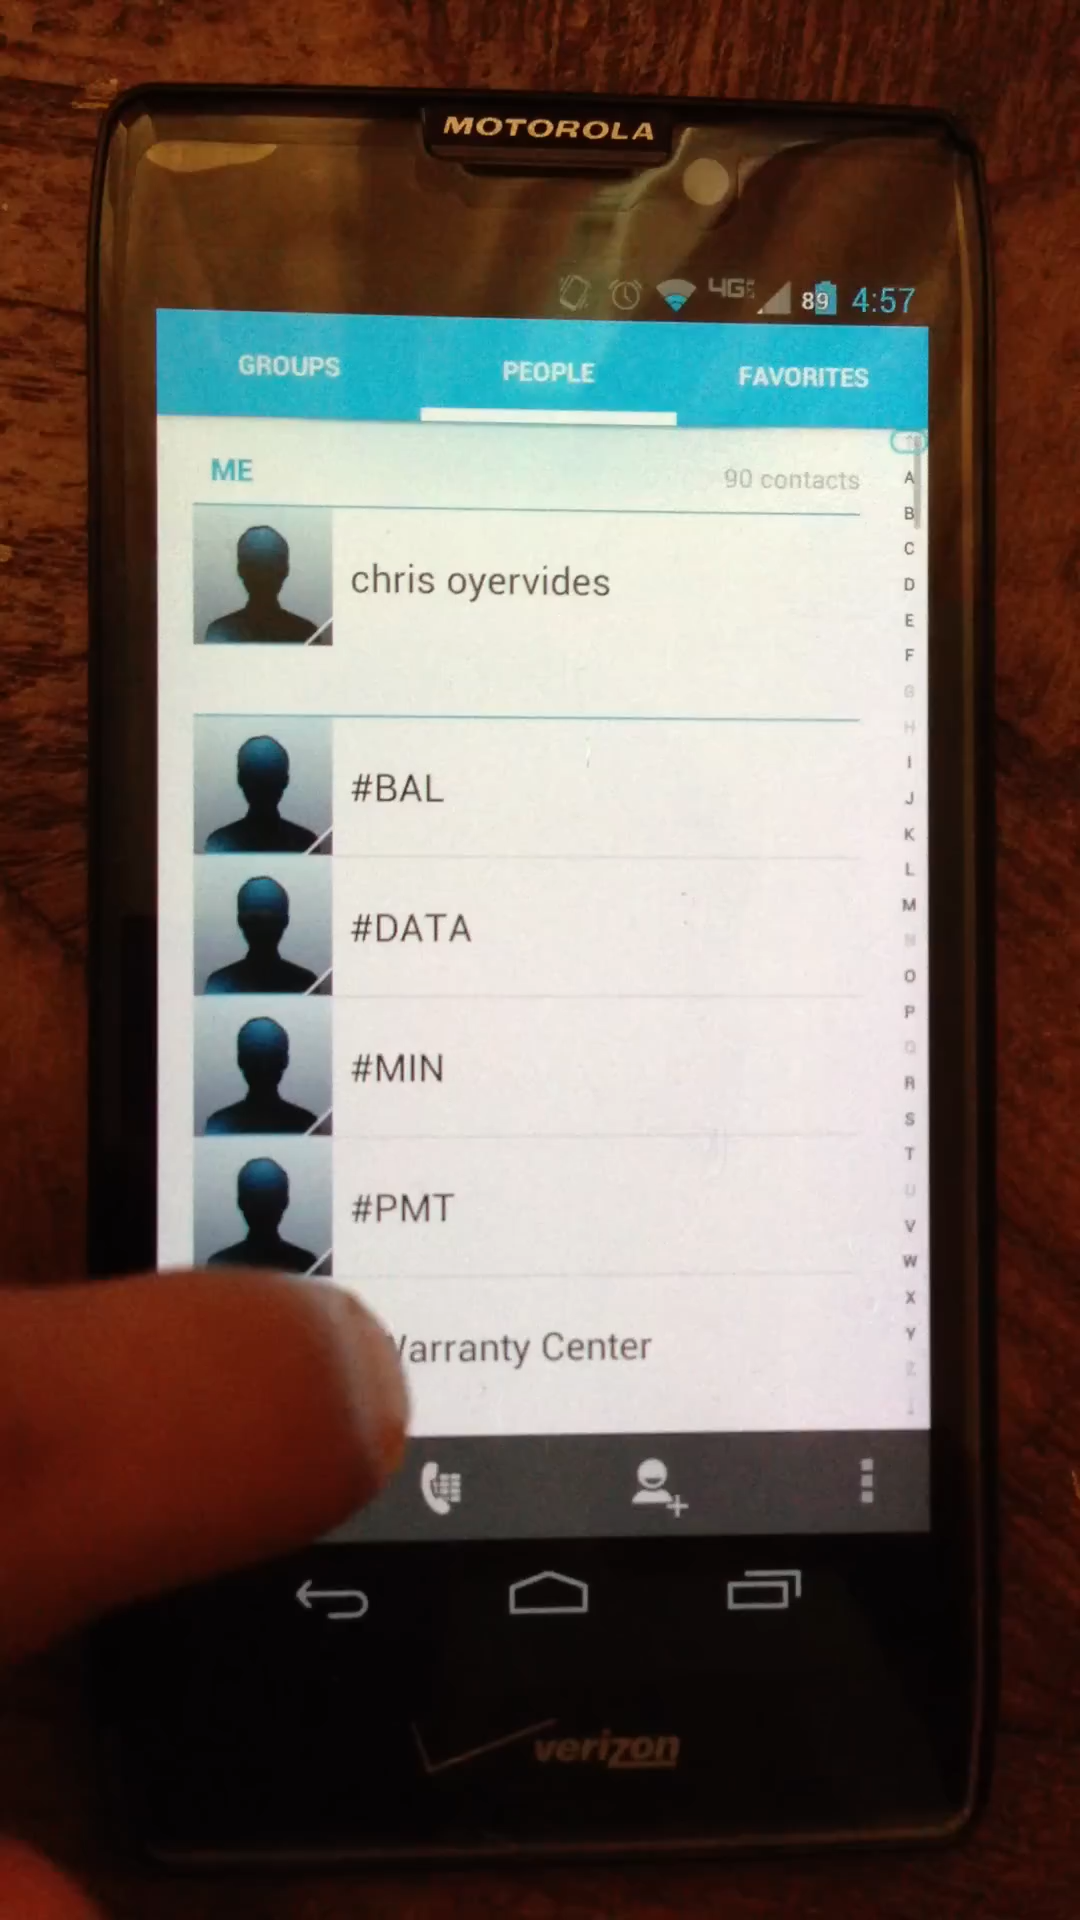 MOTOROLA
4G 89 4:57
GROUPS PEOPLE FAVORITES
ME 90 contacts
chris oyervides
#BAL
#DATA
#MIN
#PMT
Center
A
B
C
D
E
F
G
H
I
J
K
L
M
N
O
P
Q
R
S
T
U
V
W
X
Y
Z
verizon